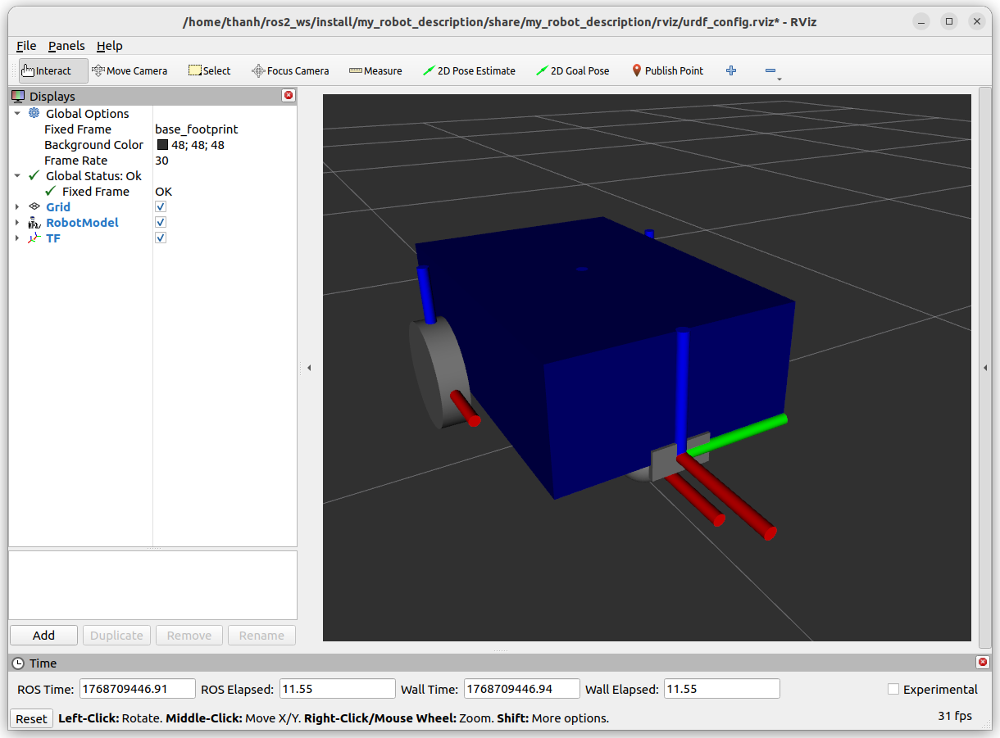 /home/thanh/ros2_ws/install/my_robot_description/share/my_robot_description/rviz/urdf_config.rviz* - RViz
File Panels Help
Interact Move Camera Select Focus Camera Measure 2D Pose Estimate 2D Goal Pose Publish Point
Displays
Global Options
Fixed Frame base_footprint
Background Color 48; 48; 48
Frame Rate 30
Global Status: Ok
Fixed Frame OK
Grid
RobotModel
TF
Add Duplicate Remove Rename
Time
ROS Time: 1768709446.91 ROS Elapsed: 11.55 Wall Time: 1768709446.94 Wall Elapsed: 11.55 Experimental
Reset Left-Click: Rotate. Middle-Click: Move X/Y. Right-Click/Mouse Wheel: Zoom. Shift: More options. 31 fps